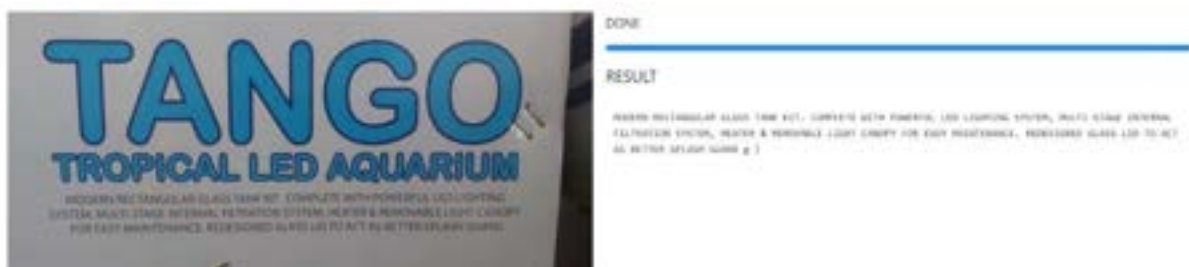 TANGO
TROPICAL LED AQUARIUM
MODERN RECTANGULAR GLASS TANK KIT. COMPLETE WITH POWERFUL LED LIGHTING
SYSTEM, MULTI STAGE INTERNAL FILTRATION SYSTEM, HEATER & REMOVABLE LIGHT CANOPY
FOR EASY MAINTENANCE. REDESIGNED GLASS LID TO ACT AS BETTER SPLASH GUARD
DONE
RESULT
MODERN RECTANGULAR GLASS TANK KIT. COMPLETE WITH POWERFUL LED LIGHTING SYSTEM, MULTI STAGE INTERNAL
FILTRATION SYSTEM, HEATER & REMOVABLE LIGHT CANOPY FOR EASY MAINTENANCE. REDESIGNED GLASS LID TO ACT
AS BETTER SPLASH GUARD